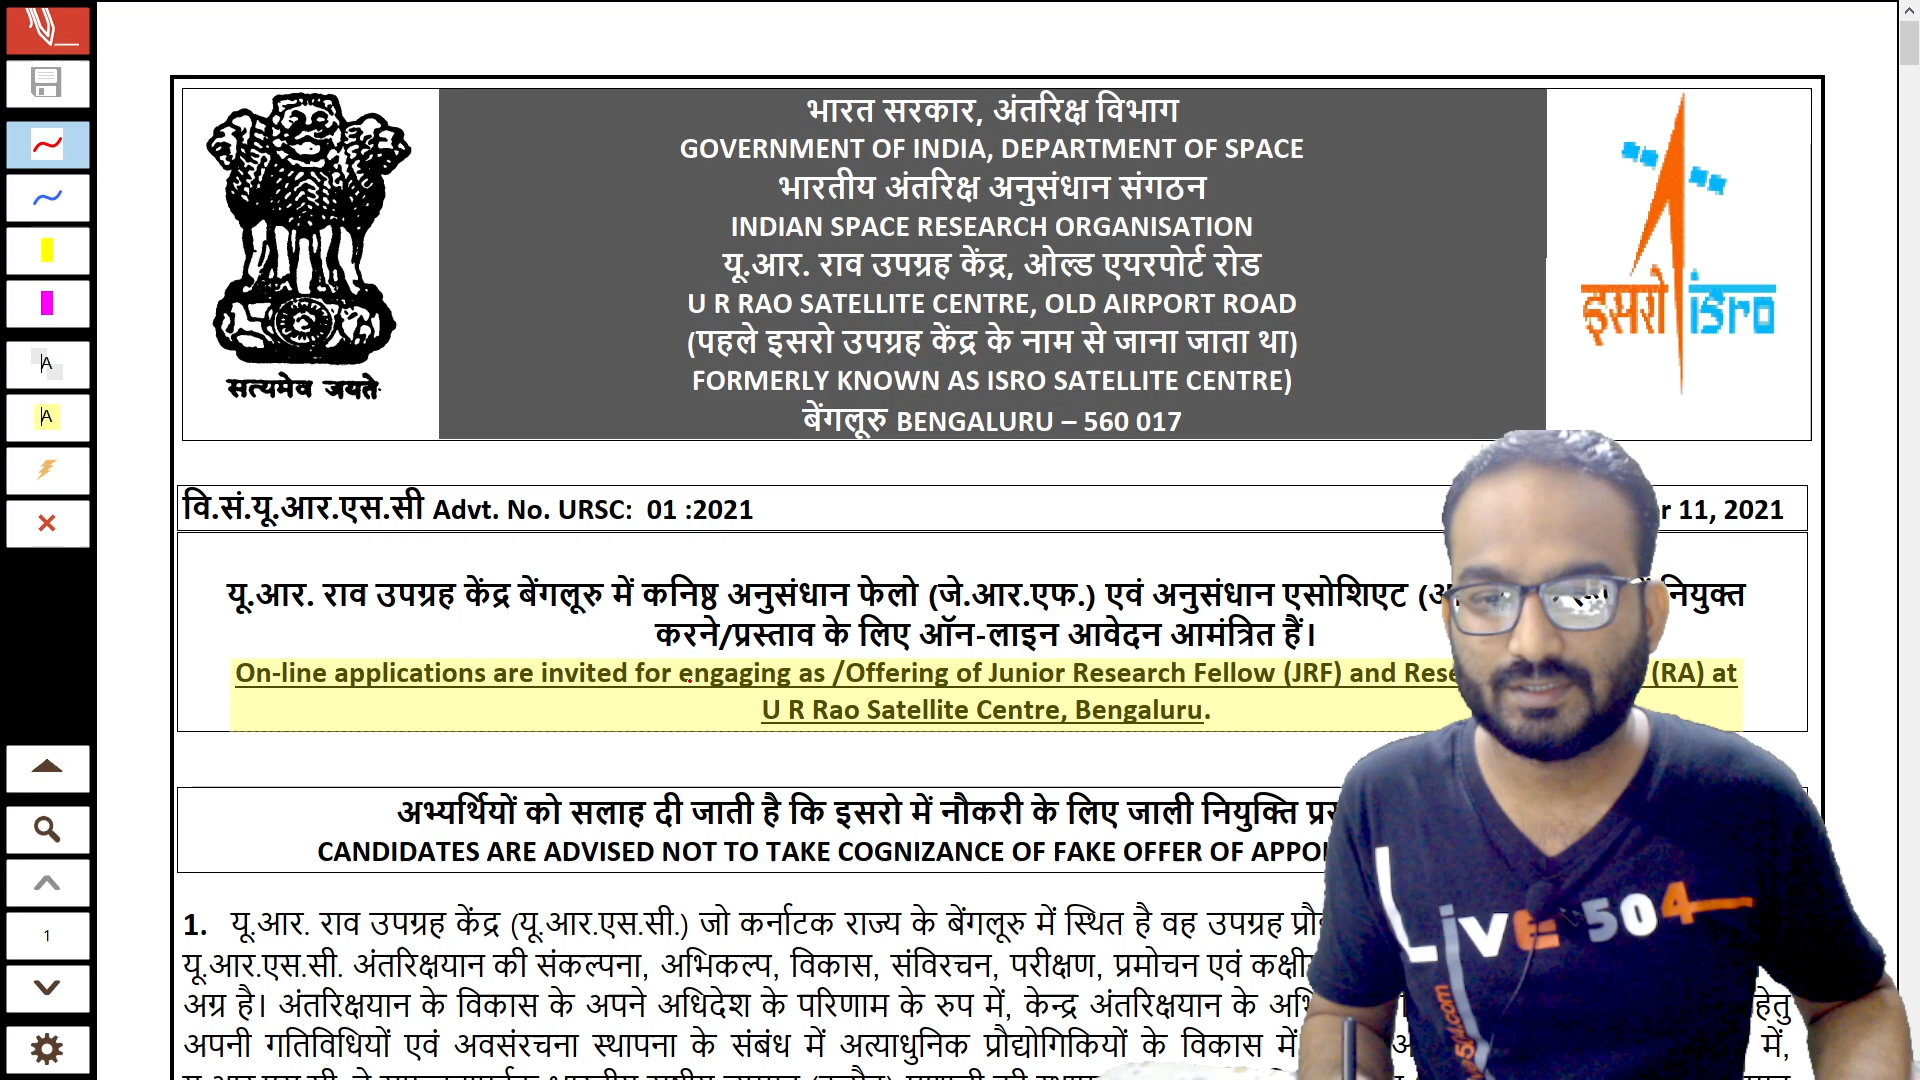 भारत सरकार, अंतरिक्ष विभाग
GOVERNMENT OF INDIA, DEPARTMENT OF SPACE
भारतीय अंतरिक्ष अनुसंधान संगठन
INDIAN SPACE RESEARCH ORGANISATION
यू.आर. राव उपग्रह केंद्र, ओल्ड एयरपोर्ट रोड
U R RAO SATELLITE CENTRE, OLD AIRPORT ROAD
(पहले इसरो उपग्रह केंद्र के नाम से जाना जाता था)
FORMERLY KNOWN AS ISRO SATELLITE CENTRE)
बेंगलूरु BENGALURU – 560 017
सत्यमेव जयते
इसरो isro
वि.सं.यू.आर.एस.सी Advt. No. URSC: 01 :2021 11, 2021
यू.आर. राव उपग्रह केंद्र बेंगलूरु में कनिष्ठ अनुसंधान फेलो (जे.आर.एफ.) एवं अनुसंधान एसोशिएट नियुक्त
करने/प्रस्ताव के लिए ऑन-लाइन आवेदन आमंत्रित हैं।
On-line applications are invited for engaging as /Offering of Junior Research Fellow (JRF) and (RA) at
U R Rao Satellite Centre, Bengaluru.
अभ्यर्थियों को सलाह दी जाती है कि इसरो में नौकरी के लिए जाली नियुक्ति
CANDIDATES ARE ADVISED NOT TO TAKE COGNIZANCE OF FAKE OFFER OF
1. यू.आर. राव उपग्रह केंद्र (यू.आर.एस.सी.) जो कर्नाटक राज्य के बेंगलूरु में स्थित है वह उपग्रह
यू.आर.एस.सी. अंतरिक्षयान की संकल्पना, अभिकल्प, विकास, संविरचन, परीक्षण, प्रमोचन एवं
अग्र है। अंतरिक्षयान के विकास के अपने अधिदेश के परिणाम के रुप में, केन्द्र अंतरिक्षयान के हेतु
अपनी गतिविधियों एवं अवसंरचना स्थापना के संबंध में अत्याधुनिक प्रौद्योगिकियों के विकास में में,
LivE 504
1